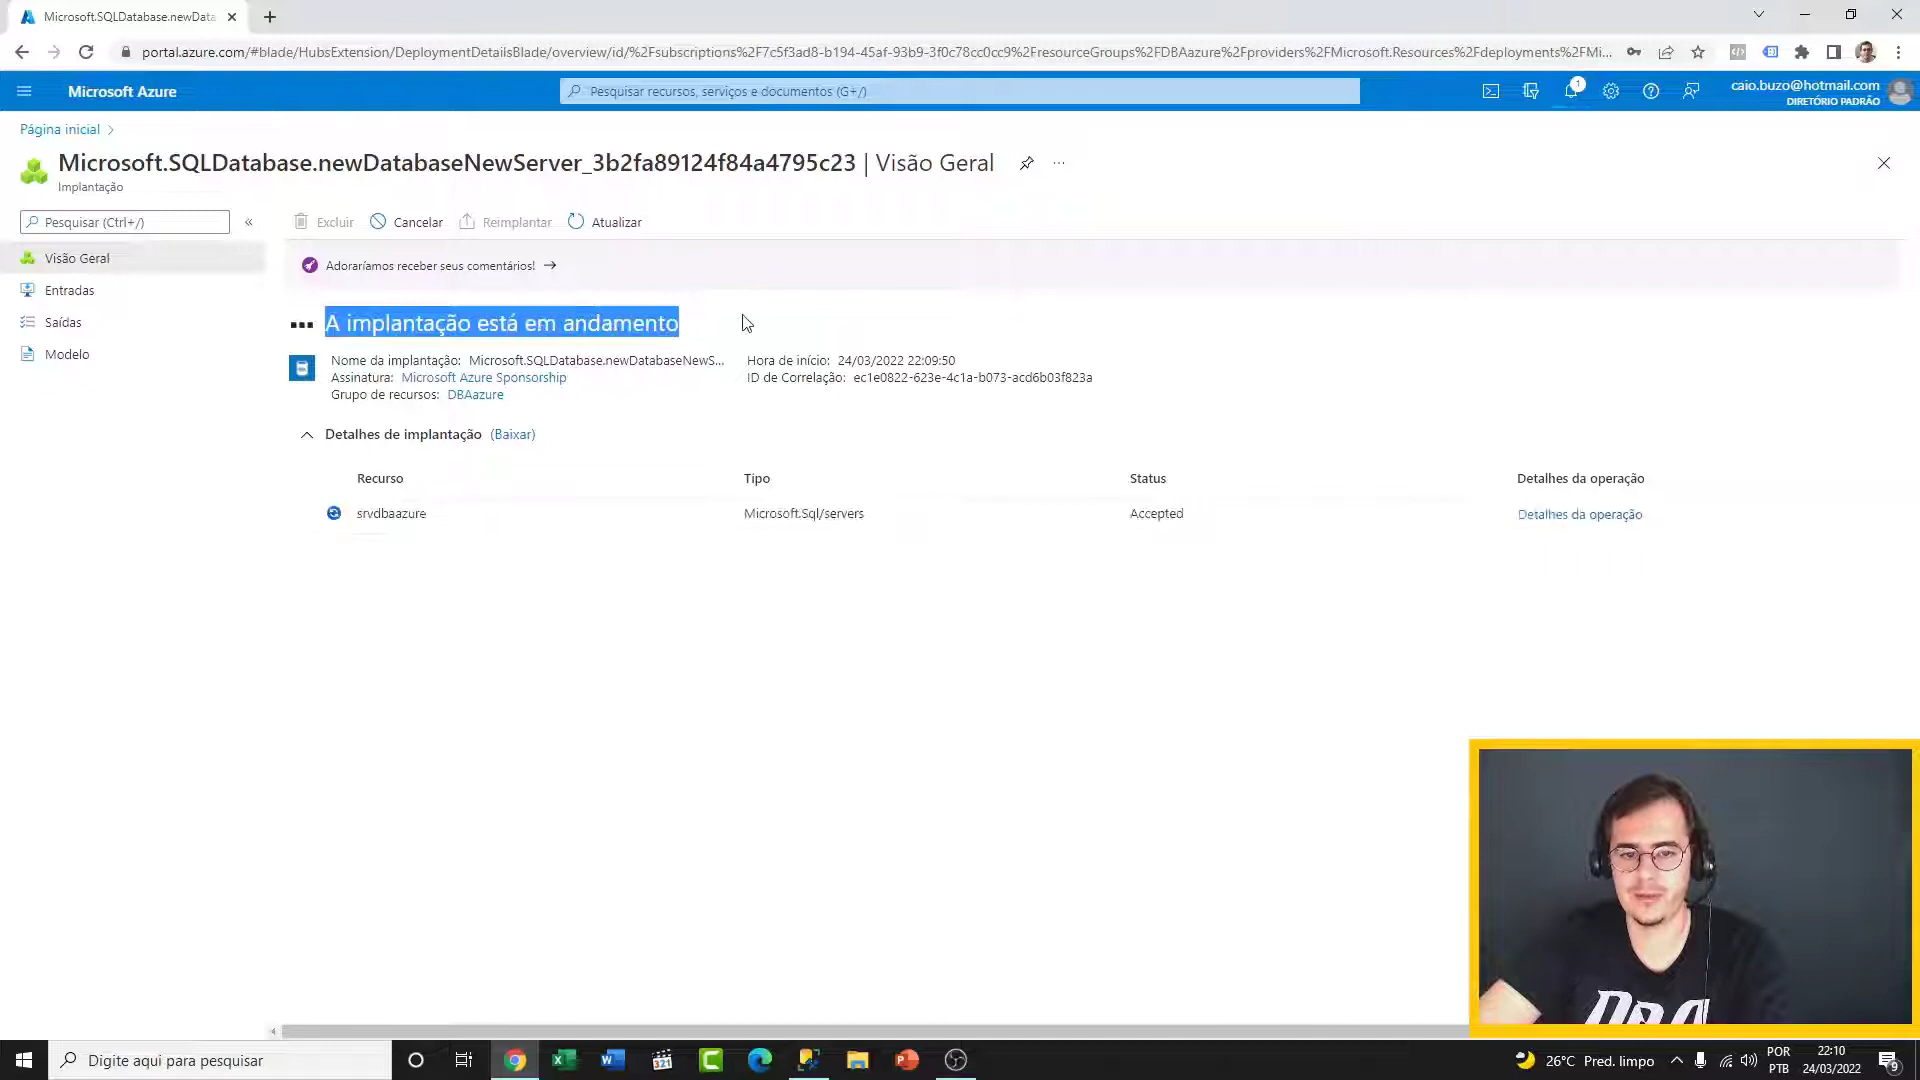 Microsoft.SQLDatabase.newData
portal.azure.com/#blade/HubsExtension/DeploymentDetailsBlade/overview/id/%2Fsubscriptions%2F7c5f3ad8-b194-45af-93b9-3f0c78cc0cc9%2FresourceGroups%2FDBAazure%2Fproviders%2FMicrosoft.Resources%2Fdeployments%2FMi...
Microsoft Azure
Pesquisar recursos, serviços e documentos (G+/)
1
caio.buzo@hotmail.com
DIRETÓRIO PADRÃO
Página inicial
Microsoft.SQLDatabase.newDatabaseNewServer_3b2fa89124f84a4795c23 | Visão Geral
Implantação
Pesquisar (Ctrl+/)
Excluir Cancelar Reimplantar Atualizar
Visão Geral
Entradas
Saídas
Modelo
Adoraríamos receber seus comentários! →
A implantação está em andamento
Nome da implantação: Microsoft.SQLDatabase.newDatabaseNewS...
Assinatura: Microsoft Azure Sponsorship
Grupo de recursos: DBAazure
Hora de início: 24/03/2022 22:09:50
ID de Correlação: ec1e0822-623e-4c1a-b073-acd6b03f823a
Detalhes de implantação (Baixar)
Recurso Tipo Status Detalhes da operação
srvdbaazure Microsoft.Sql/servers Accepted Detalhes da operação
DBA
Digite aqui para pesquisar
321
26°C Pred. limpo
POR
PTB
22:10
24/03/2022
9